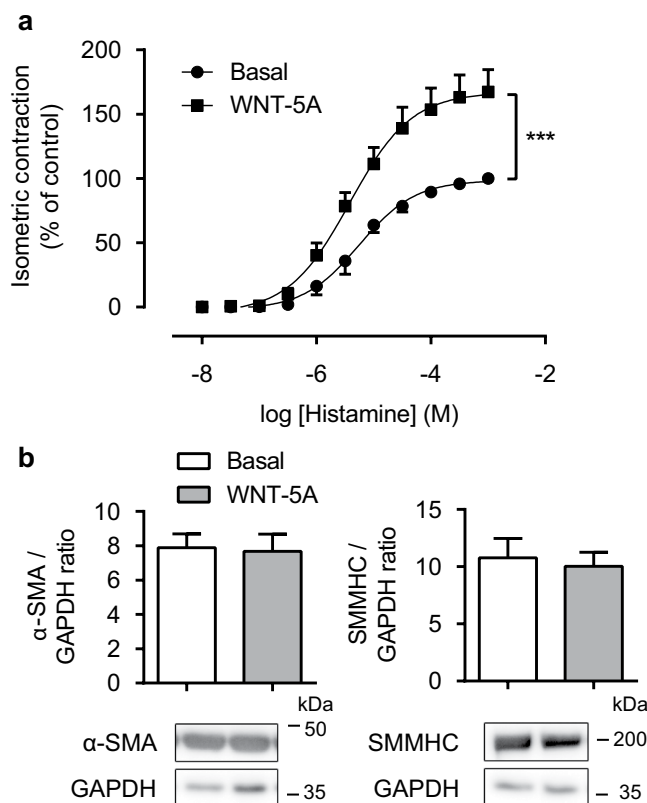 a
200
150
100
50
0
Isometric contraction
(% of control)
Basal
WNT-5A
***
-8 -6 -4 -2
log [Histamine] (M)
b
Basal
WNT-5A
10
8
6
4
2
0
α-SMA /
GAPDH ratio
15
10
5
0
SMMHC /
GAPDH ratio
kDa
α-SMA 50
GAPDH 35
kDa
SMMHC 200
GAPDH 35